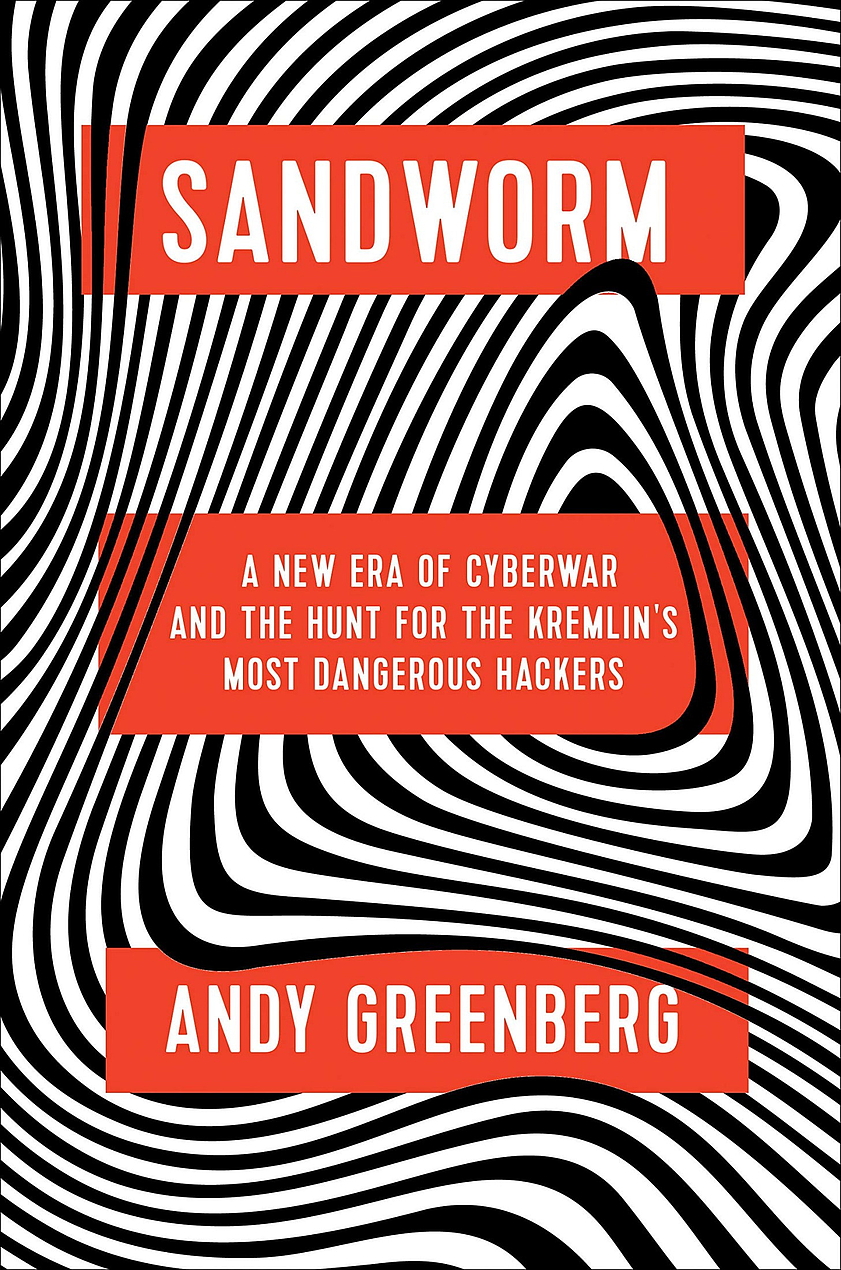 SANDWORM
A NEW ERA OF CYBERWAR
AND THE HUNT FOR THE KREMLIN'S
MOST DANGEROUS HACKERS
ANDY GREENBERG